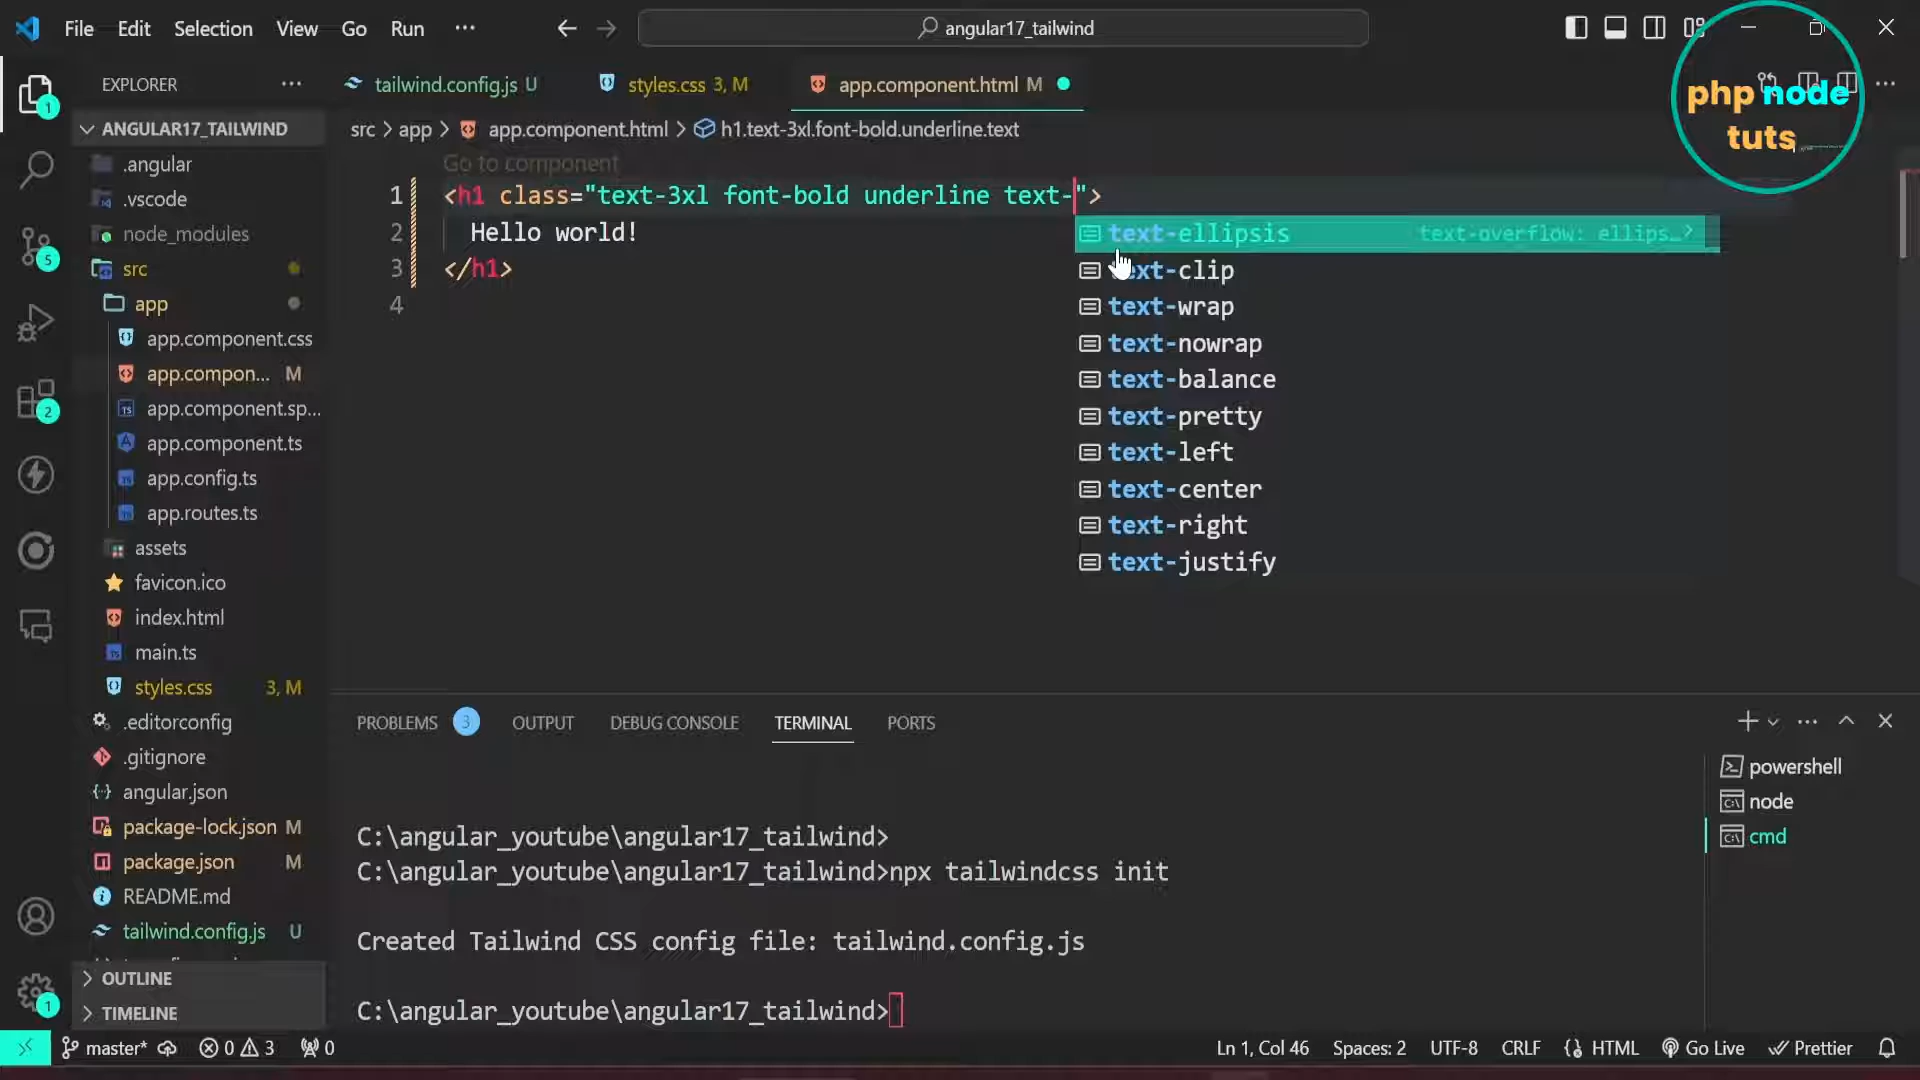 File Edit Selection View Go Run ···
angular17_tailwind
php node
tuts
EXPLORER
ANGULAR17_TAILWIND
.angular
.vscode
node_modules
src
app
app.component.css
app.compon... M
app.component.sp...
app.component.ts
app.config.ts
app.routes.ts
assets
favicon.ico
index.html
main.ts
styles.css 3, M
.editorconfig
.gitignore
angular.json
package-lock.json M
package.json M
README.md
tailwind.config.js U
OUTLINE
TIMELINE
1
5
2
1
tailwind.config.js U
styles.css 3, M
app.component.html M
src > app > app.component.html > h1.text-3xl.font-bold.underline.text
Go to component
1 <h1 class="text-3xl font-bold underline text-">
2 Hello world!
3 </h1>
4
text-ellipsis text-overflow: ellips…
text-clip
text-wrap
text-nowrap
text-balance
text-pretty
text-left
text-center
text-right
text-justify
PROBLEMS 3 OUTPUT DEBUG CONSOLE TERMINAL PORTS
C:\angular_youtube\angular17_tailwind>
C:\angular_youtube\angular17_tailwind>npx tailwindcss init
Created Tailwind CSS config file: tailwind.config.js
C:\angular_youtube\angular17_tailwind>
powershell
node
cmd
master* 0 3 0 Ln 1, Col 46 Spaces: 2 UTF-8 CRLF HTML Go Live Prettier